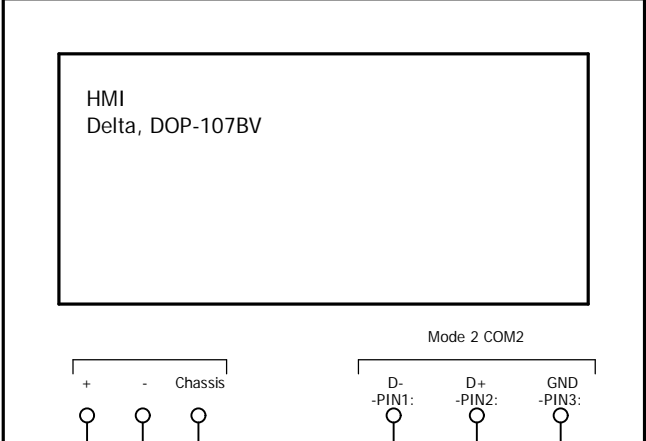 HMI
Delta, DOP-107BV
Mode 2 COM2
+ - Chassis
D- D+ GND
-PIN1: -PIN2: -PIN3: